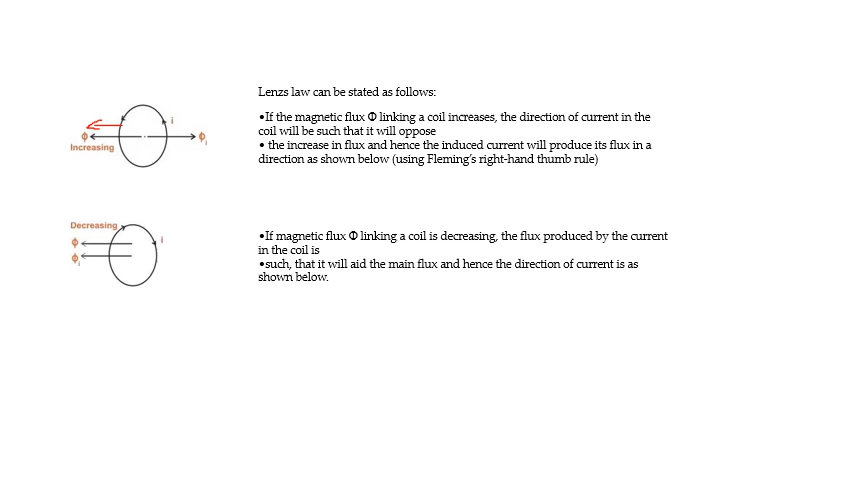 Lenzs law can be stated as follows:
•If the magnetic flux Φ linking a coil increases, the direction of current in the
coil will be such that it will oppose
• the increase in flux and hence the induced current will produce its flux in a
direction as shown below (using Fleming’s right-hand thumb rule)
i
Φ
Φi
Increasing
Decreasing
i
Φ
Φi
•If magnetic flux Φ linking a coil is decreasing, the flux produced by the current
in the coil is
•such, that it will aid the main flux and hence the direction of current is as
shown below.